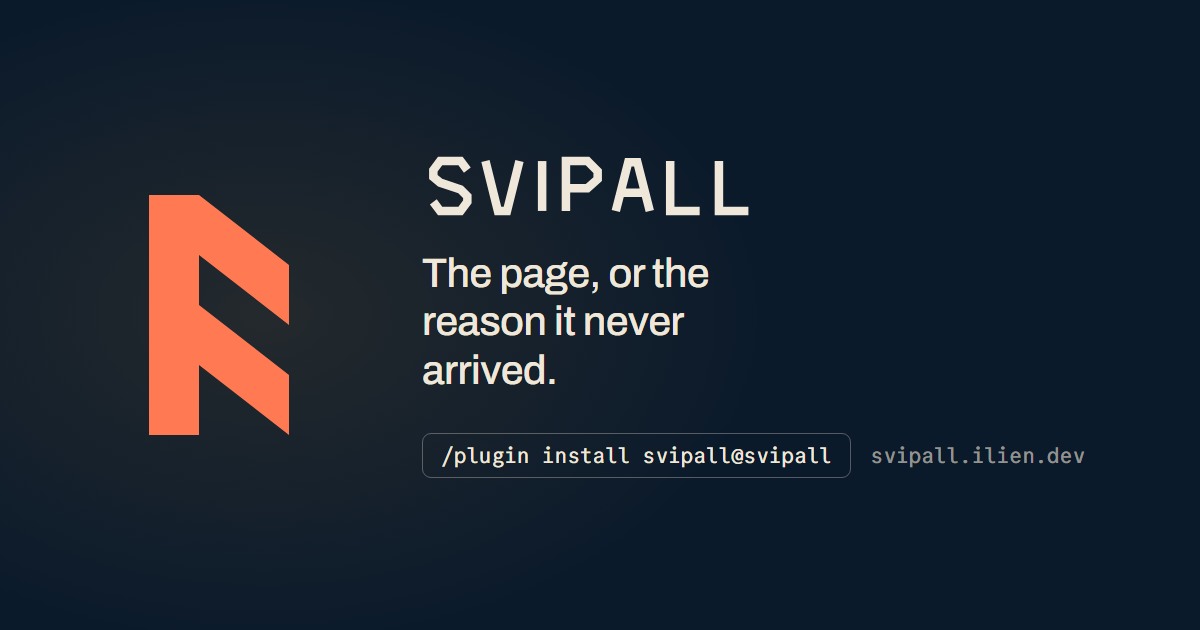 SVIPALL
The page, or the
reason it never
arrived.
/plugin install svipall@svipall
svipall.ilien.dev